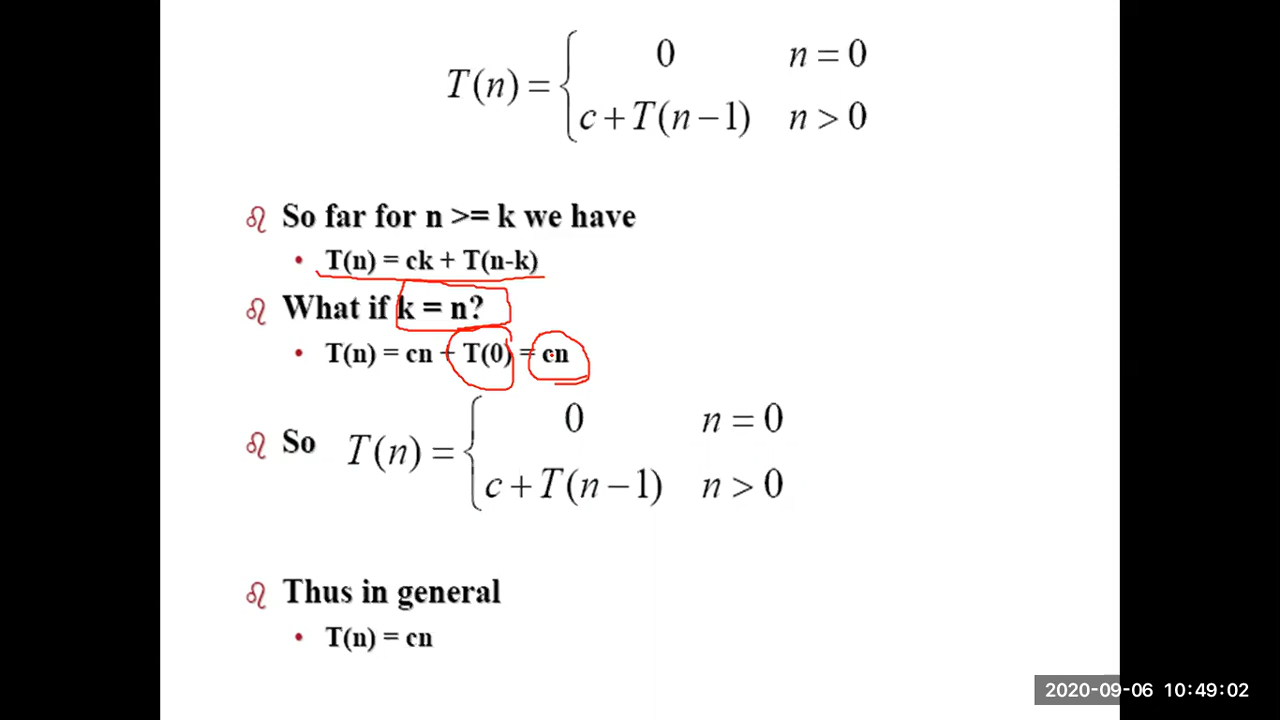 T(n) = { 0 n = 0
c + T(n − 1) n > 0
So far for n >= k we have
• T(n) = ck + T(n-k)
What if k = n?
• T(n) = cn + T(0) = cn
So T(n) = { 0 n = 0
c + T(n − 1) n > 0
Thus in general
• T(n) = cn
2020-09-06 10:49:02